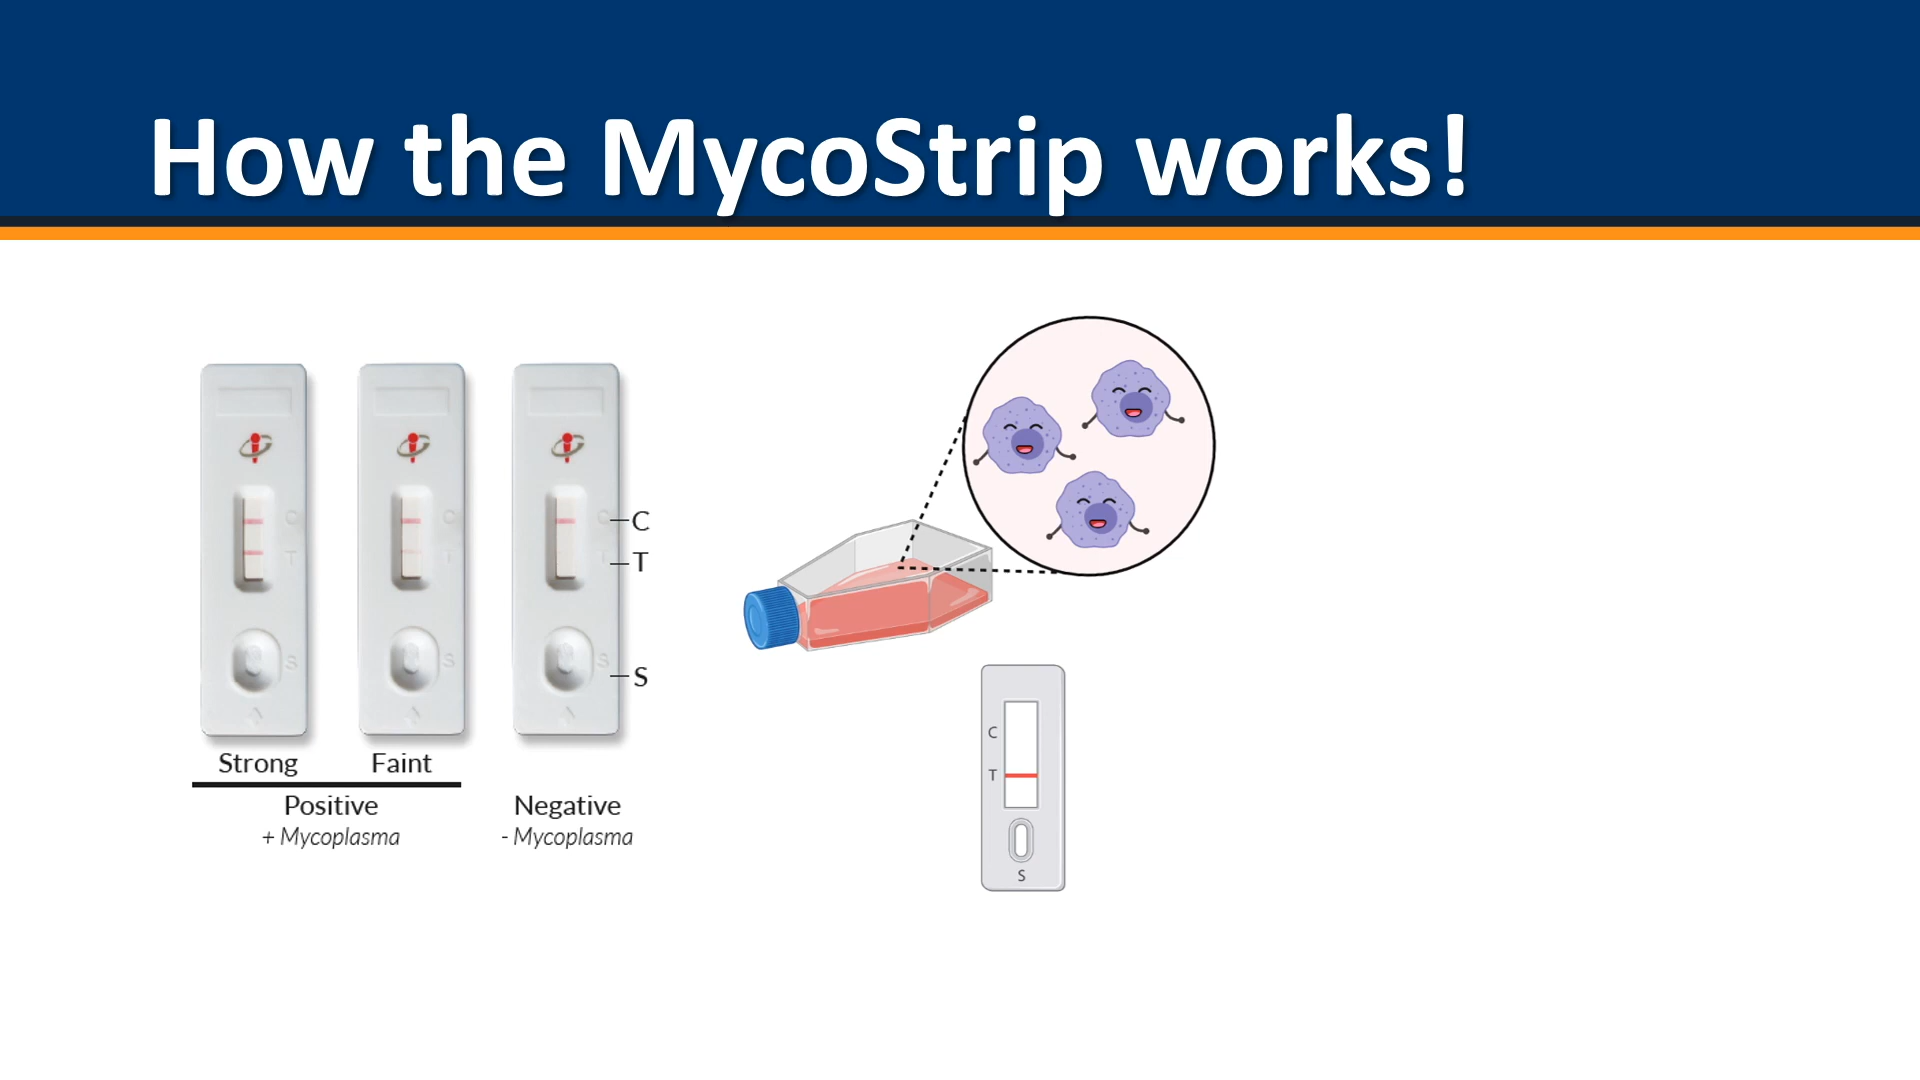 How the MycoStrip works!
C
T
S
C
T
S
C
T
S
C
T
S
Strong
Faint
Positive
+ Mycoplasma
Negative
- Mycoplasma
C
T
S